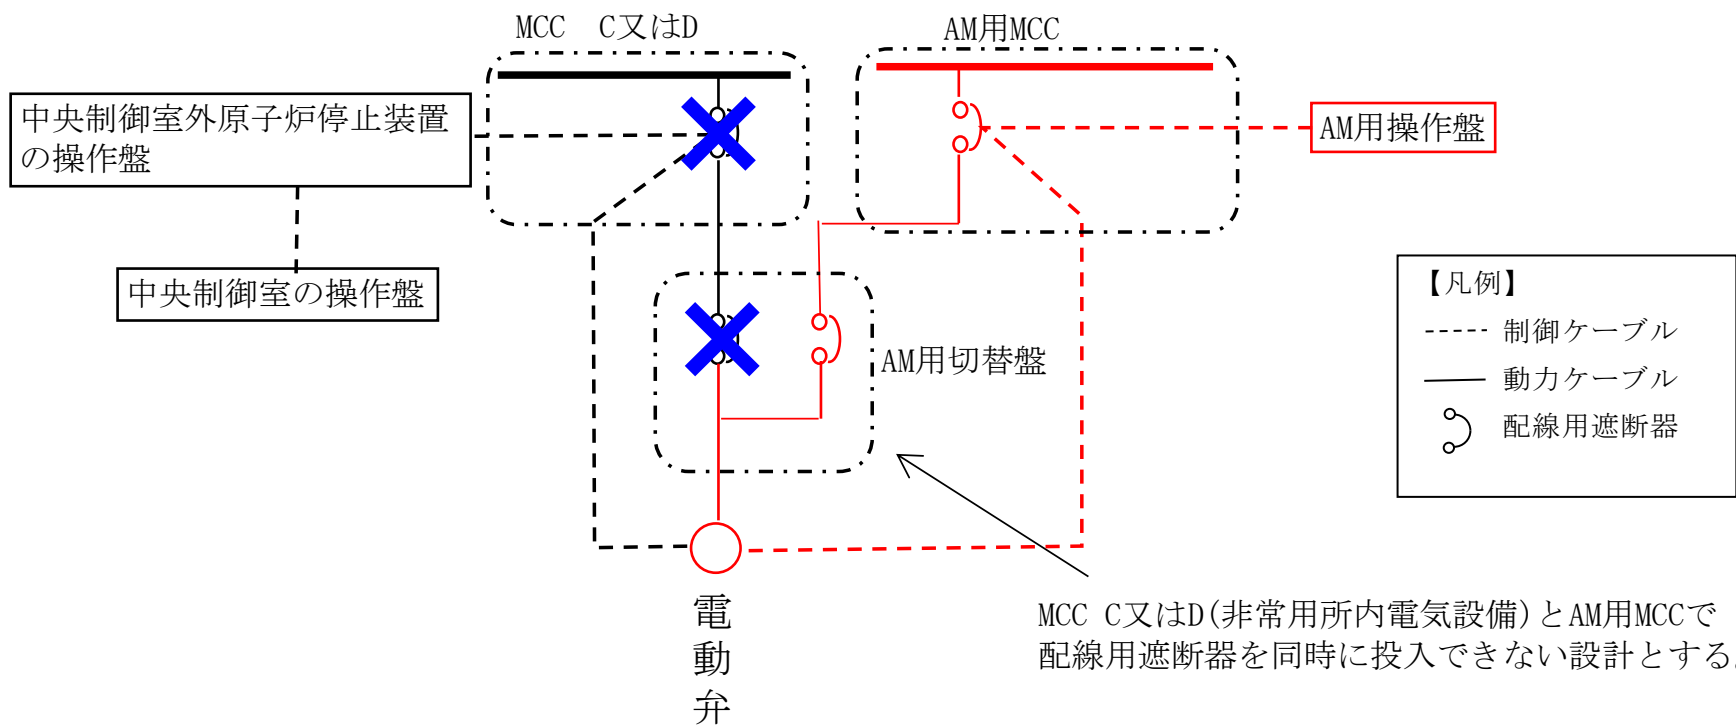 MCC　C又はD
AM用MCC
中央制御室外原子炉停止装置
の操作盤
AM用操作盤
中央制御室の操作盤
【凡例】
制御ケーブル
動力ケーブル
配線用遮断器
AM用切替盤
電動弁
MCC C又はD(非常用所内電気設備)とAM用MCCで
配線用遮断器を同時に投入できない設計とする。